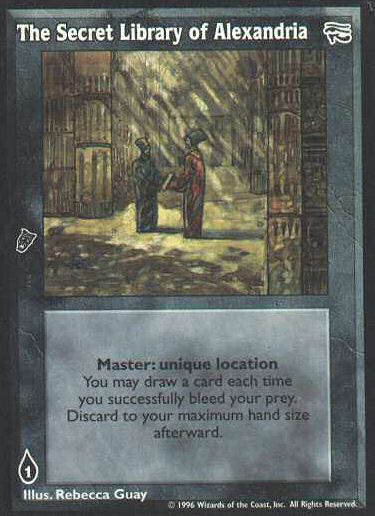 The Secret Library of Alexandria
Master: unique location
You may draw a card each time
you successfully bleed your prey.
Discard to your maximum hand size
afterward.
1
Illus. Rebecca Guay
© 1996 Wizards of the Coast, Inc. All Rights Reserved.